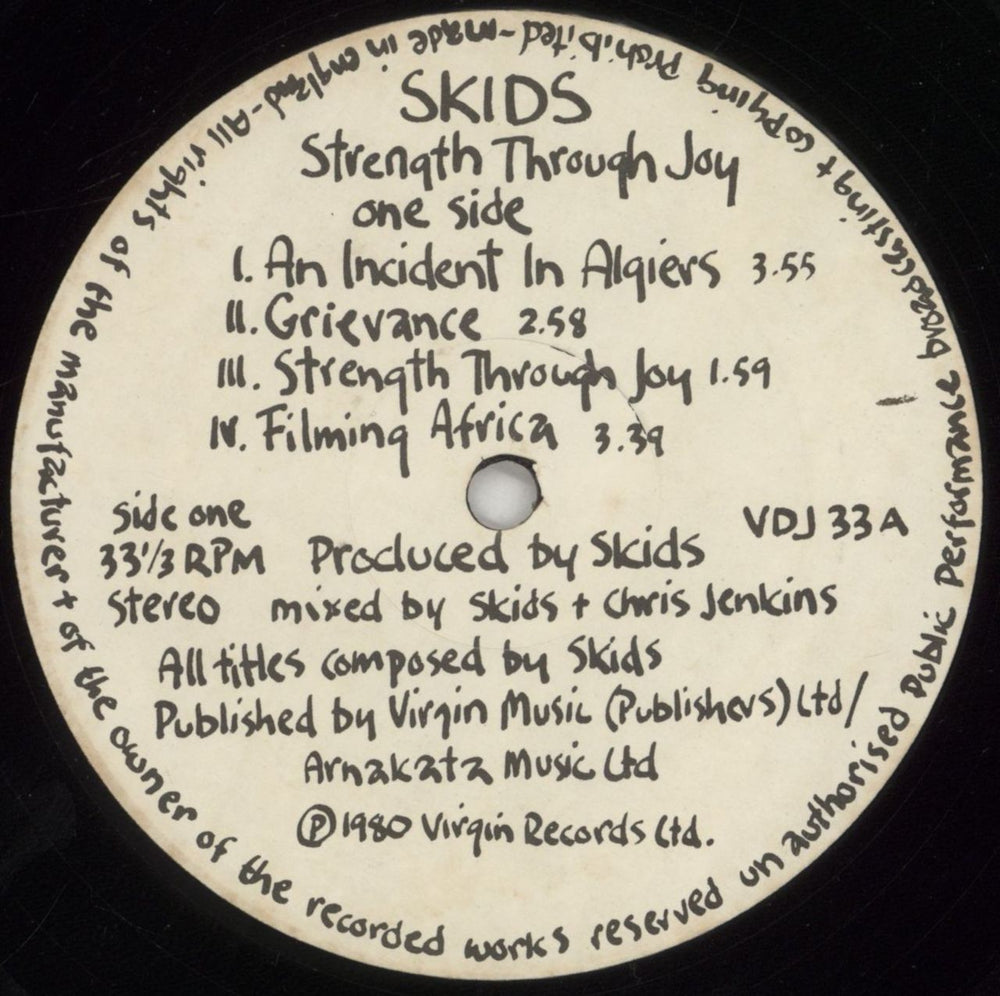 SKIDS
Strength Through Joy
one side
I. An Incident In Algiers 3.55
II. Grievance 2.58
III. Strength Through Joy 1.59
IV. Filming Africa 3.39
side one
VDJ 33 A
33 1/3 RPM Produced by Skids
Stereo mixed by Skids + Chris Jenkins
All titles composed by Skids
Published by Virgin Music (Publishers) Ltd/
Arnakata Music Ltd
℗ 1980 Virgin Records Ltd.
made in england - All rights of the manufacturer + of the owner of the recorded works reserved un authorised Public Performance broadcasting + copying prohibited -